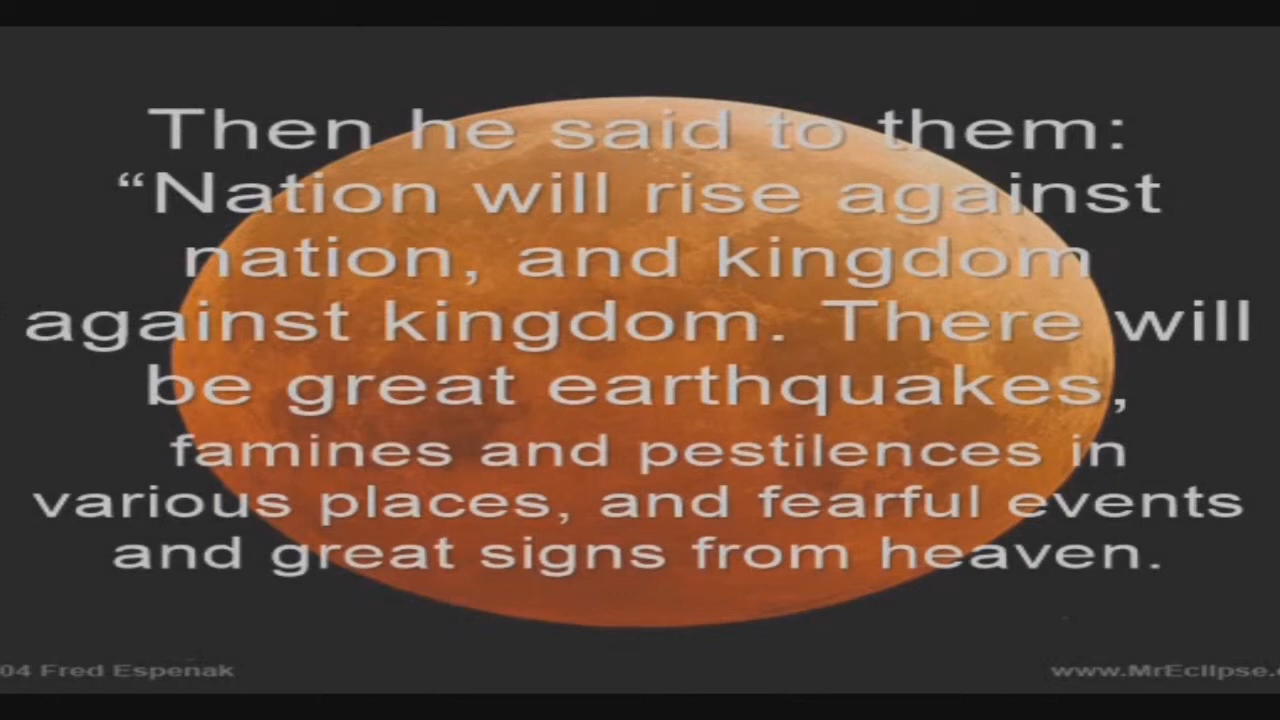 Then he said to them:
“Nation will rise against
nation, and kingdom
against kingdom. There will
be great earthquakes,
famines and pestilences in
various places, and fearful events
and great signs from heaven.
04 Fred Espenak
www.MrEclipse.